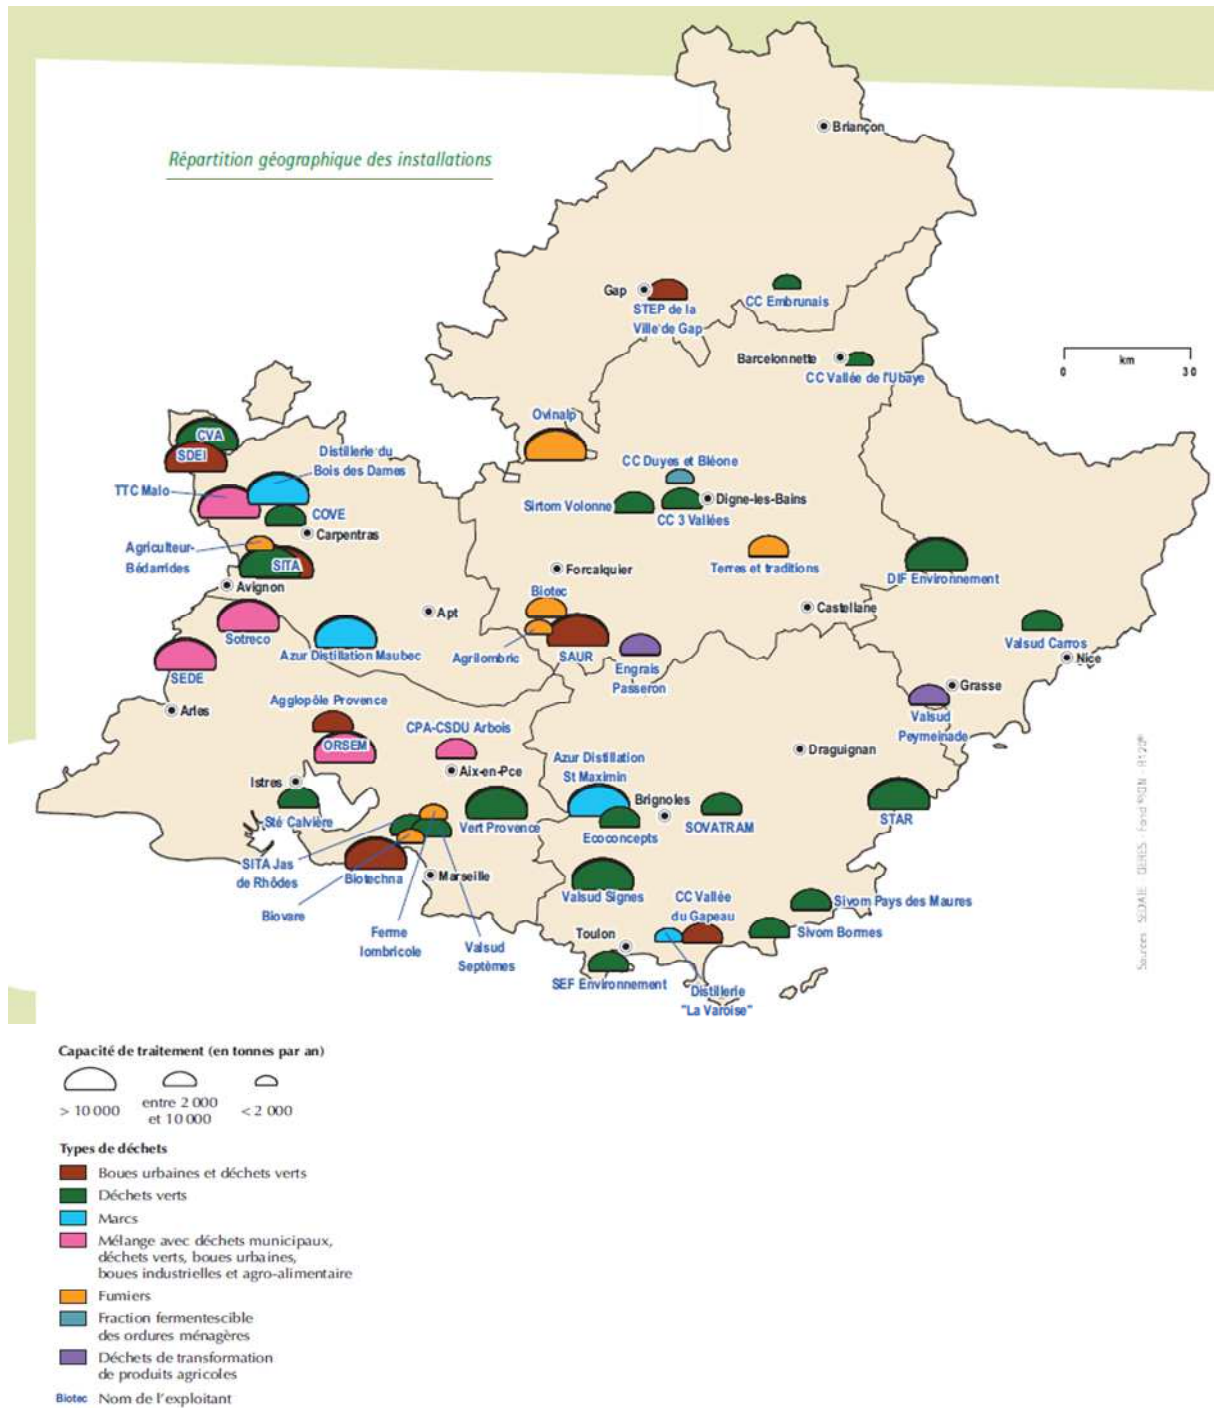 Répartition géographique des installations
Briançon
Gap
STEP de la
Ville de Gap
CC Embrunais
Barcelonnette
CC Vallée de l'Ubaye
km
0
30
Ovinalp
CVA
SDEI
Distillerie du
Bois des Dames
TTC Malo
COVE
Carpentras
Agriculteur-
Bédarrides
SITA
Avignon
CC Duyes et Bléone
Sirtom Volonne
CC 3 Vallées
Digne-les-Bains
Terres et traditions
DIF Environnement
Forcalquier
Biotec
Apt
Castellane
Sotreco
Azur Distillation Maubec
Agrilombric
SAUR
Engrais
Passeron
Valsud Carros
Nice
SEDE
Arles
Grasse
Valsud
Peymeinade
Agglopôle Provence
ORSEM
CPA-CSDU Arbois
Aix-en-Pce
Azur Distillation
St Maximin
Draguignan
Istres
Sté Calvière
Brignoles
Vert Provence
Ecoconcepts
SOVATRAM
STAR
SITA Jas
de Rhôdes
Biotechna
Marseille
Valsud Signes
CC Vallée
du Gapeau
Sivom Pays des Maures
Biovare
Ferme
lombricole
Valsud
Septèmes
Toulon
Sivom Bormes
SEF Environnement
Distillerie
"La Varoise"
Capacité de traitement (en tonnes par an)
> 10 000
entre 2 000
et 10 000
< 2 000
Types de déchets
Boues urbaines et déchets verts
Déchets verts
Marcs
Mélange avec déchets municipaux,
déchets verts, boues urbaines,
boues industrielles et agro-alimentaire
Fumiers
Fraction fermentescible
des ordures ménagères
Déchets de transformation
de produits agricoles
Biotec Nom de l'exploitant